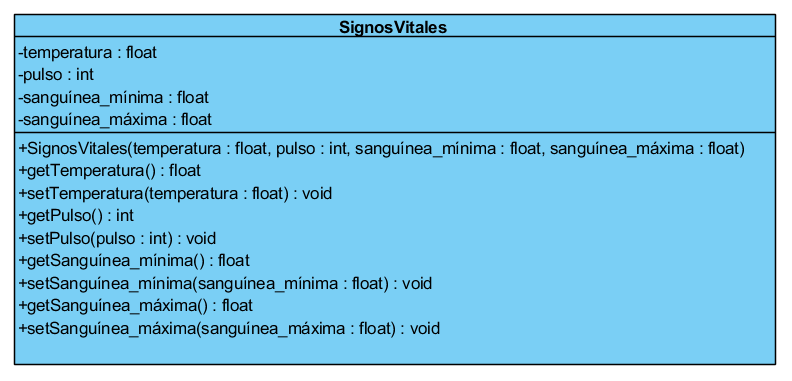 SignosVitales
-temperatura : float
-pulso : int
-sanguínea_mínima : float
-sanguínea_máxima : float
+SignosVitales(temperatura : float, pulso : int, sanguínea_mínima : float, sanguínea_máxima : float)
+getTemperatura() : float
+setTemperatura(temperatura : float) : void
+getPulso() : int
+setPulso(pulso : int) : void
+getSanguínea_mínima() : float
+setSanguínea_mínima(sanguínea_mínima : float) : void
+getSanguínea_máxima() : float
+setSanguínea_máxima(sanguínea_máxima : float) : void